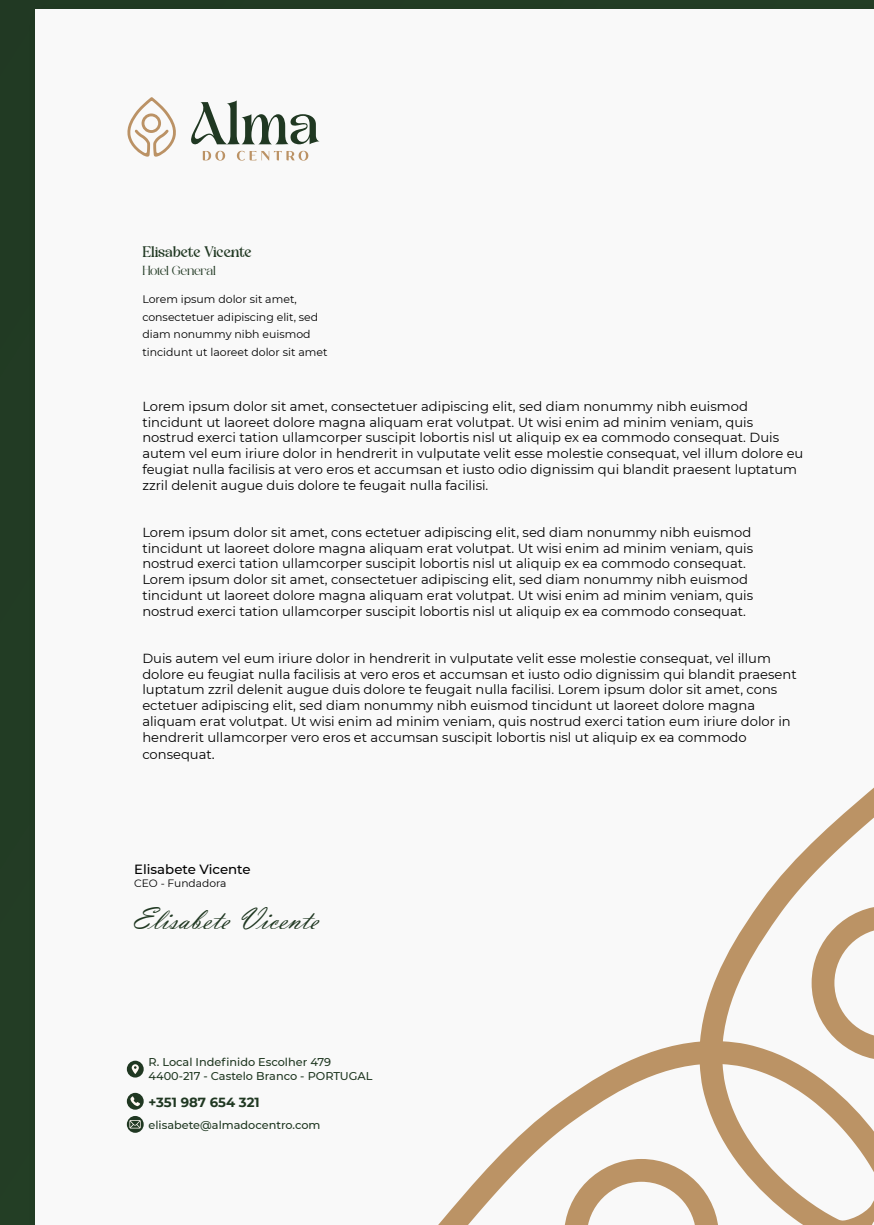 Alma
DO CENTRO
Elisabete Vicente
Hotel General
Lorem ipsum dolor sit amet,
consectetuer adipiscing elit, sed
diam nonummy nibh euismod
tincidunt ut laoreet dolor sit amet
Lorem ipsum dolor sit amet, consectetuer adipiscing elit, sed diam nonummy nibh euismod
tincidunt ut laoreet dolore magna aliquam erat volutpat. Ut wisi enim ad minim veniam, quis
nostrud exerci tation ullamcorper suscipit lobortis nisl ut aliquip ex ea commodo consequat. Duis
autem vel eum iriure dolor in hendrerit in vulputate velit esse molestie consequat, vel illum dolore eu
feugiat nulla facilisis at vero eros et accumsan et iusto odio dignissim qui blandit praesent luptatum
zzril delenit augue duis dolore te feugait nulla facilisi.
Lorem ipsum dolor sit amet, cons ectetuer adipiscing elit, sed diam nonummy nibh euismod
tincidunt ut laoreet dolore magna aliquam erat volutpat. Ut wisi enim ad minim veniam, quis
nostrud exerci tation ullamcorper suscipit lobortis nisl ut aliquip ex ea commodo consequat.
Lorem ipsum dolor sit amet, consectetuer adipiscing elit, sed diam nonummy nibh euismod
tincidunt ut laoreet dolore magna aliquam erat volutpat. Ut wisi enim ad minim veniam, quis
nostrud exerci tation ullamcorper suscipit lobortis nisl ut aliquip ex ea commodo consequat.
Duis autem vel eum iriure dolor in hendrerit in vulputate velit esse molestie consequat, vel illum
dolore eu feugiat nulla facilisis at vero eros et accumsan et iusto odio dignissim qui blandit praesent
luptatum zzril delenit augue duis dolore te feugait nulla facilisi. Lorem ipsum dolor sit amet, cons
ectetuer adipiscing elit, sed diam nonummy nibh euismod tincidunt ut laoreet dolore magna
aliquam erat volutpat. Ut wisi enim ad minim veniam, quis nostrud exerci tation eum iriure dolor in
hendrerit ullamcorper vero eros et accumsan suscipit lobortis nisl ut aliquip ex ea commodo
consequat.
Elisabete Vicente
CEO - Fundadora
Elisabete Vicente
R. Local Indefinido Escolher 479
4400-217 - Castelo Branco - PORTUGAL
+351 987 654 321
elisabete@almadocentro.com